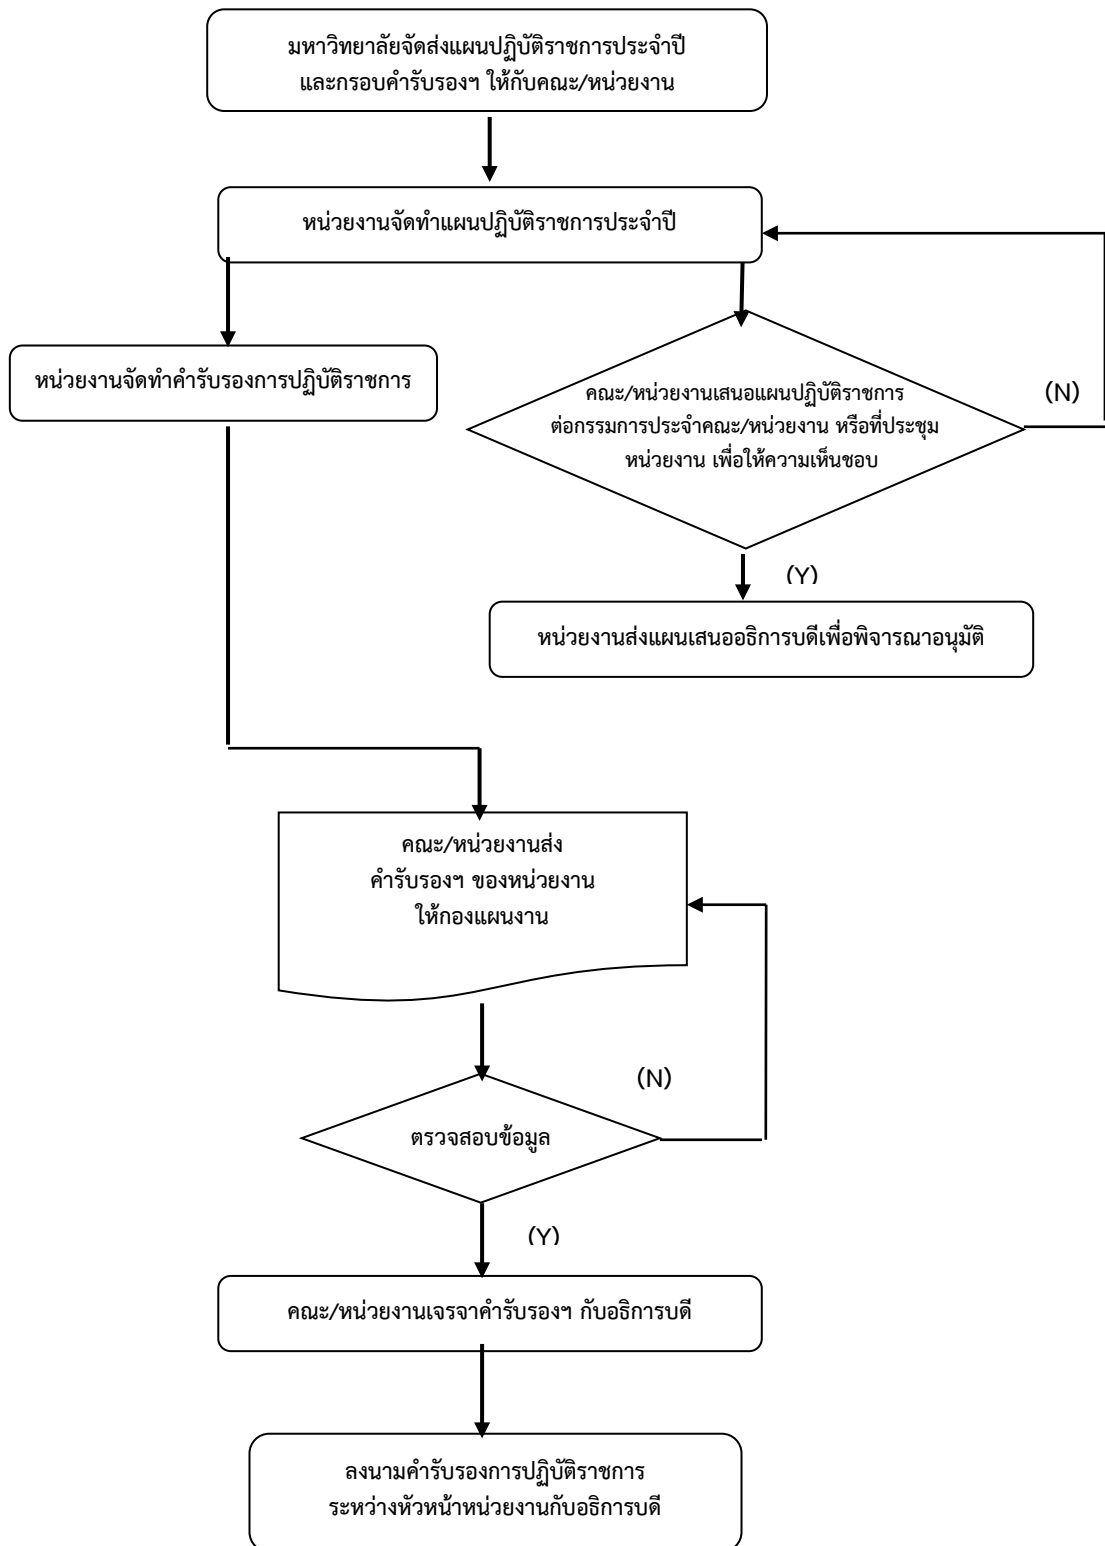 มหาวิทยาลัยจัดส่งแผนปฏิบัติราชการประจำปี
และกรอบคำรับรองฯ ให้กับคณะ/หน่วยงาน
หน่วยงานจัดทำแผนปฏิบัติราชการประจำปี
หน่วยงานจัดทำคำรับรองการปฏิบัติราชการ
คณะ/หน่วยงานเสนอแผนปฏิบัติราชการ
ต่อกรรมการประจำคณะ/หน่วยงาน หรือที่ประชุม
หน่วยงาน เพื่อให้ความเห็นชอบ
(N)
(Y)
หน่วยงานส่งแผนเสนออธิการบดีเพื่อพิจารณาอนุมัติ
คณะ/หน่วยงานส่ง
คำรับรองฯ ของหน่วยงาน
ให้กองแผนงาน
(N)
ตรวจสอบข้อมูล
(Y)
คณะ/หน่วยงานเจรจาคำรับรองฯ กับอธิการบดี
ลงนามคำรับรองการปฏิบัติราชการ
ระหว่างหัวหน้าหน่วยงานกับอธิการบดี